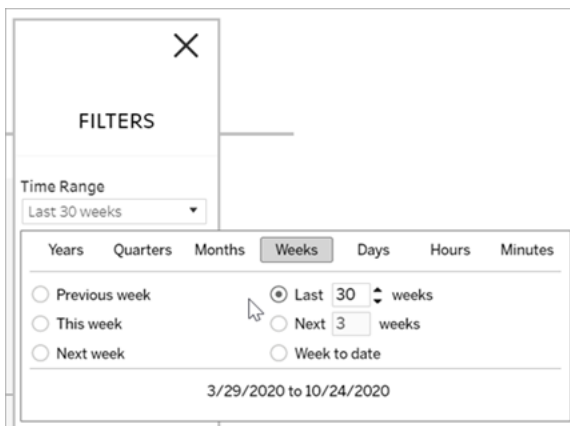 FILTERS
Time Range
Last 30 weeks
Years Quarters Months Weeks Days Hours Minutes
Previous week Last 30 weeks
This week Next 3 weeks
Next week Week to date
3/29/2020 to 10/24/2020